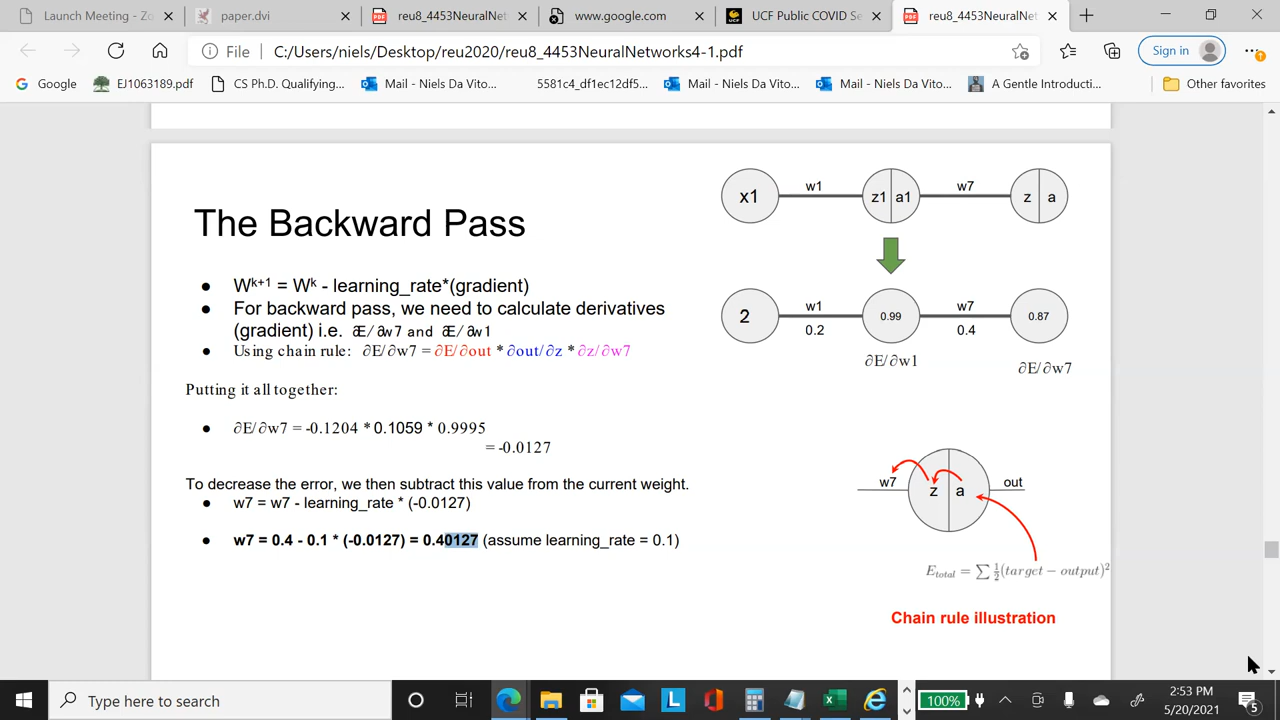 Launch Meeting - Zo
paper.dvi
reu8_4453NeuralNet
www.google.com
UCF Public COVID Se
reu8_4453NeuralNet
File C:/Users/niels/Desktop/reu2020/reu8_4453NeuralNetworks4-1.pdf
Sign in
Google
EJ1063189.pdf
CS Ph.D. Qualifying...
Mail - Niels Da Vito...
5581c4_df1ec12df5...
Mail - Niels Da Vito...
Mail - Niels Da Vito...
A Gentle Introducti...
Other favorites
The Backward Pass
● Wᵏ⁺¹ = Wᵏ - learning_rate*(gradient)
● For backward pass, we need to calculate derivatives
(gradient) i.e. Æ/∂w7 and Æ/∂w1
● Using chain rule: ∂E/∂w7 = ∂E/∂out * ∂out/∂z * ∂z/∂w7
Putting it all together:
● ∂E/∂w7 = -0.1204 * 0.1059 * 0.9995
= -0.0127
To decrease the error, we then subtract this value from the current weight.
● w7 = w7 - learning_rate * (-0.0127)
● w7 = 0.4 - 0.1 * (-0.0127) = 0.40127 (assume learning_rate = 0.1)
x1 w1 z1 a1 w7 z a
w1 w7
2 0.99 0.87
0.2 0.4
∂E/∂w1
∂E/∂w7
w7 z a out
E_total = ∑ ½(target − output)²
Chain rule illustration
Type here to search
100%
2:53 PM
5/20/2021
5